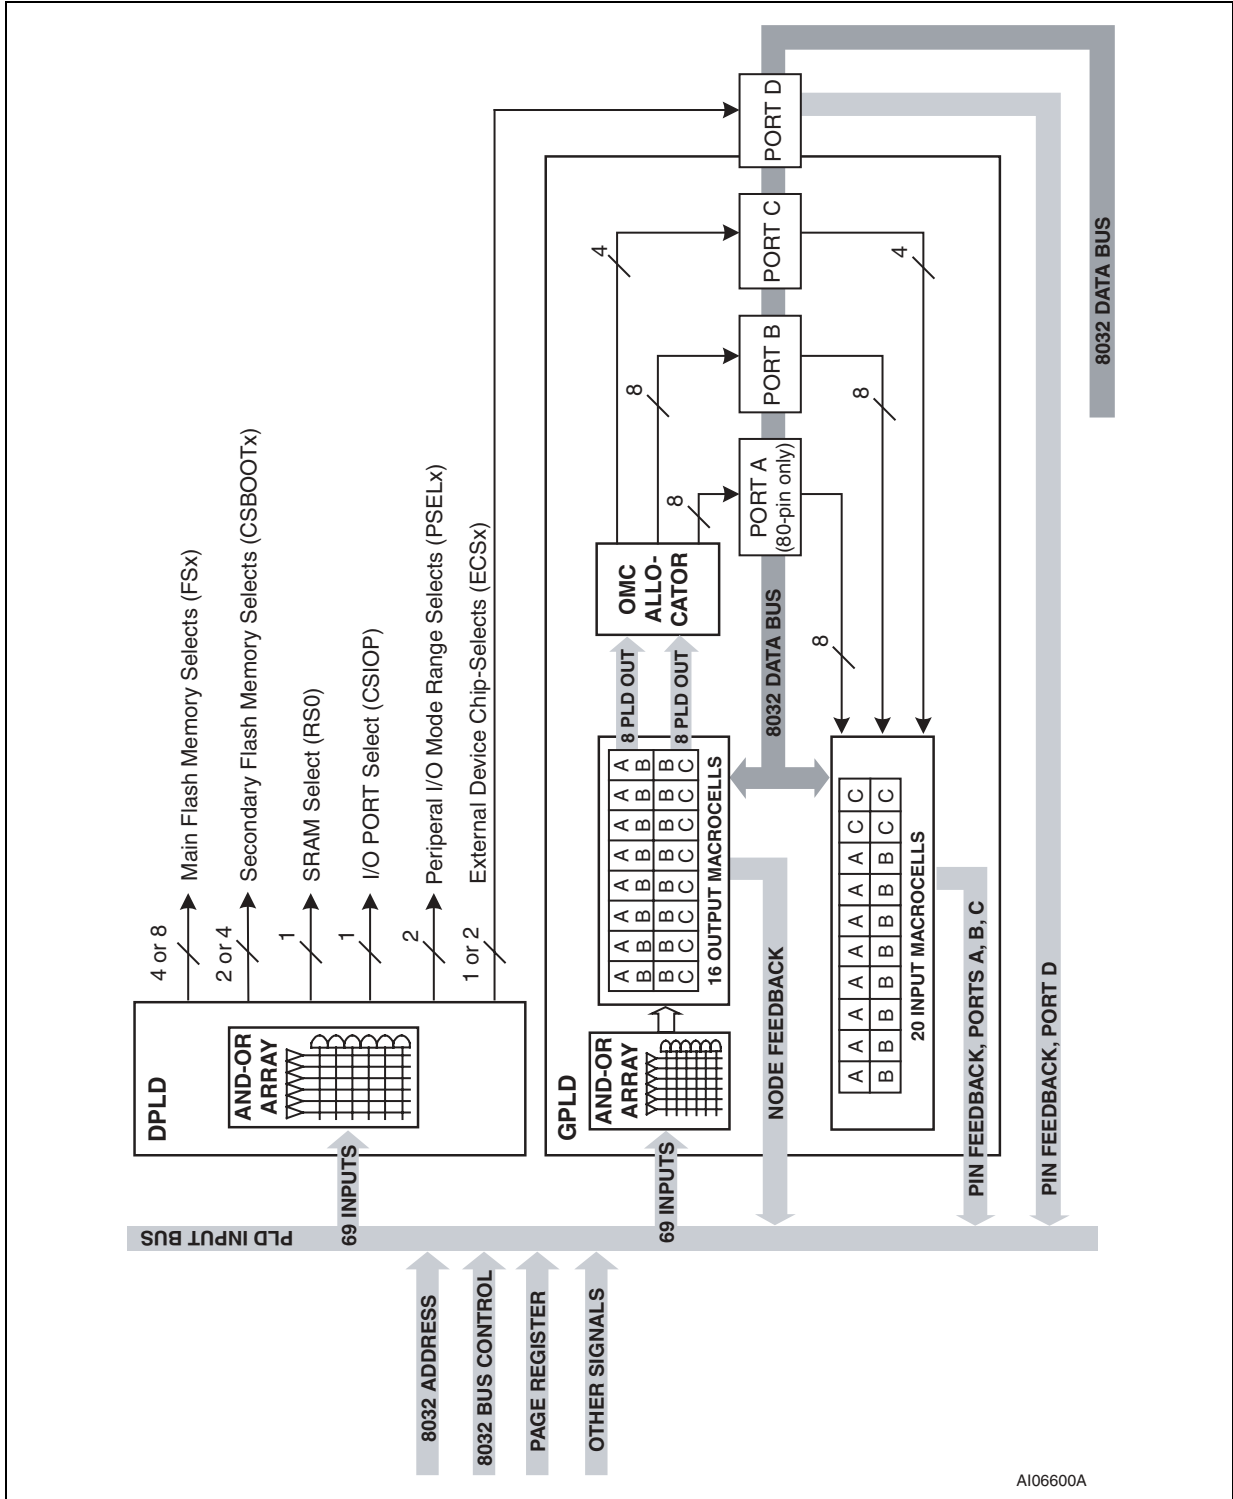 8032 ADDRESS
8032 BUS CONTROL
PAGE REGISTER
OTHER SIGNALS
PLD INPUT BUS
69 INPUTS
69 INPUTS
DPLD
AND-OR
ARRAY
4 or 8
Main Flash Memory Selects (FSx)
2 or 4
Secondary Flash Memory Selects (CSBOOTx)
1
SRAM Select (RS0)
1
I/O PORT Select (CSIOP)
2
Periperal I/O Mode Range Selects (PSELx)
1 or 2
External Device Chip-Selects (ECSx)
GPLD
AND-OR
ARRAY
A A A A A A A A
B B B B B B B B
B B B B B B B B
C C C C C C C C
16 OUTPUT MACROCELLS
8 PLD OUT
8 PLD OUT
OMC
ALLO-
CATOR
4
8
8
PORT A
(80-pin only)
PORT B
PORT C
PORT D
8
8
4
8032 DATA BUS
8032 DATA BUS
NODE FEEDBACK
A A A A A A A A C C
B B B B B B B B C C
20 INPUT MACROCELLS
PIN FEEDBACK, PORTS A, B, C
PIN FEEDBACK, PORT D
AI06600A